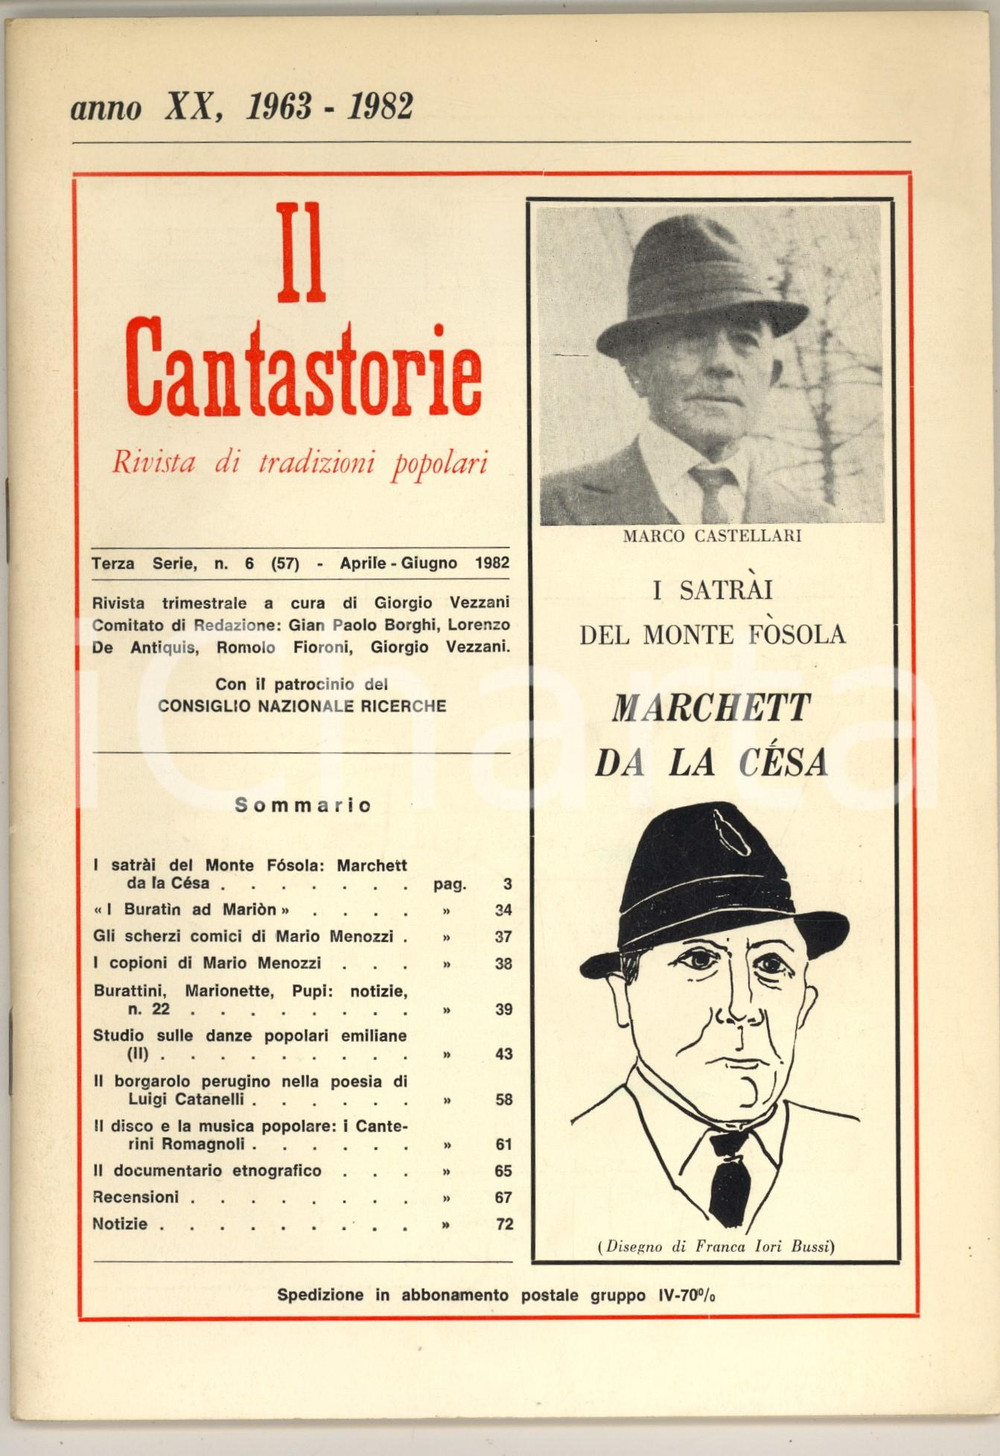 anno XX, 1963 - 1982
Il
Cantastorie
Rivista di tradizioni popolari
Terza Serie, n. 6 (57) - Aprile - Giugno 1982
Rivista trimestrale a cura di Giorgio Vezzani
Comitato di Redazione: Gian Paolo Borghi, Lorenzo
De Antiquis, Romolo Fioroni, Giorgio Vezzani.
Con il patrocinio del
CONSIGLIO NAZIONALE RICERCHE
Sommario
I satrài del Monte Fósola: Marchett
da la Césa . . . . . . . pag. 3
« I Buratìn ad Mariòn » . . . . » 34
Gli scherzi comici di Mario Menozzi . » 37
I copioni di Mario Menozzi . . . » 38
Burattini, Marionette, Pupi: notizie,
n. 22 . . . . . . . . » 39
Studio sulle danze popolari emiliane
(II) . . . . . . . . . » 43
Il borgarolo perugino nella poesia di
Luigi Catanelli . . . . . . » 58
Il disco e la musica popolare: i Cante-
rini Romagnoli . . . . . . » 61
Il documentario etnografico . . . » 65
Recensioni . . . . . . . . » 67
Notizie . . . . . . . . . » 72
MARCO CASTELLARI
I SATRÀI
DEL MONTE FÒSOLA
MARCHETT
DA LA CÉSA
(Disegno di Franca Iori Bussi)
Spedizione in abbonamento postale gruppo IV-70%
iCharta